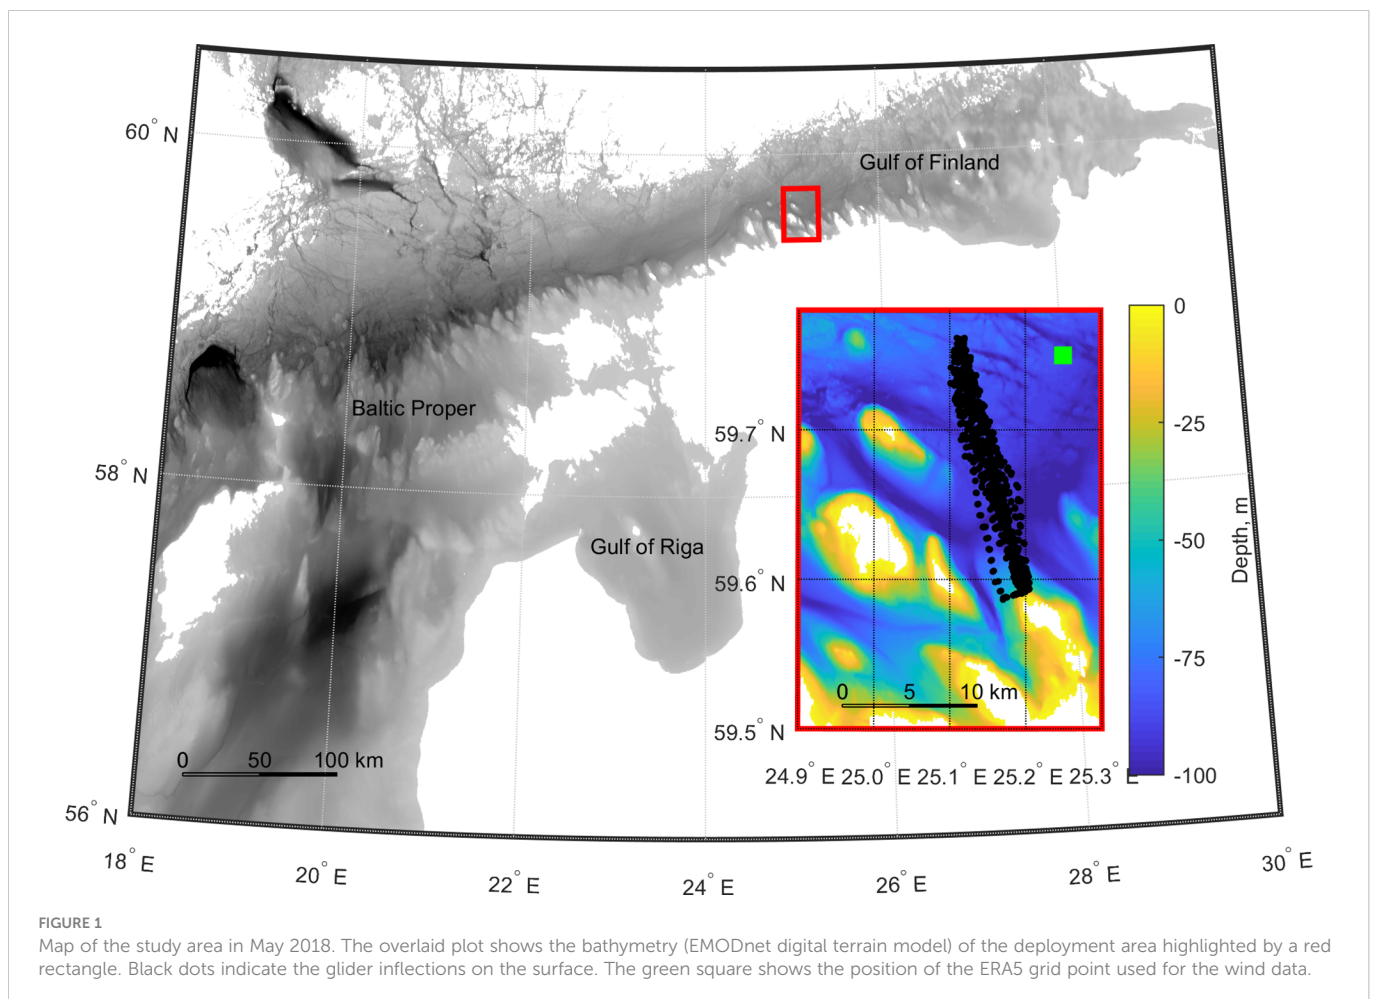 60° N
Gulf of Finland
Baltic Proper
58° N
Gulf of Riga
0 50 100 km
56° N
18° E
20° E
22° E
24° E
26° E
28° E
30° E
59.7° N
59.6° N
59.5° N
0 5 10 km
24.9° E 25.0° E 25.1° E 25.2° E 25.3° E
0
-25
-50
-75
-100
Depth, m
FIGURE 1
Map of the study area in May 2018. The overlaid plot shows the bathymetry (EMODnet digital terrain model) of the deployment area highlighted by a red
rectangle. Black dots indicate the glider inflections on the surface. The green square shows the position of the ERA5 grid point used for the wind data.